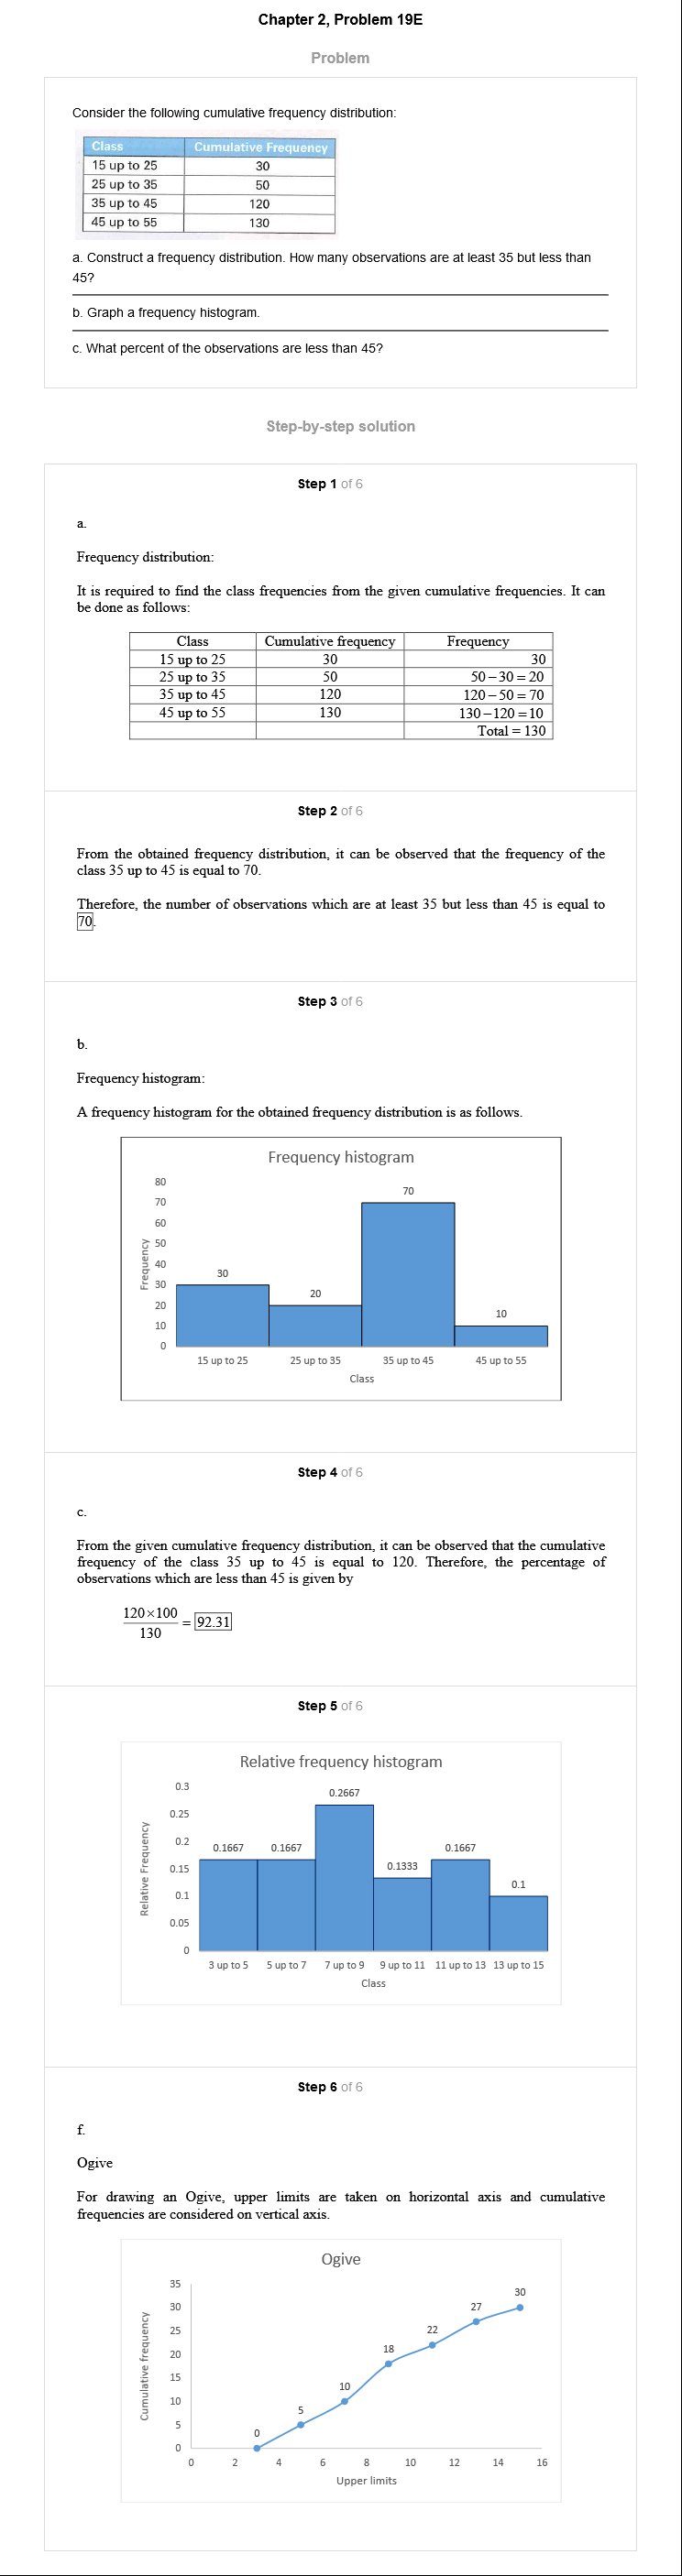 Chapter 2, Problem 19E
Problem
Consider the following cumulative frequency distribution:
Class Cumulative Frequency
15 up to 25 30
25 up to 35 50
35 up to 45 120
45 up to 55 130
a. Construct a frequency distribution. How many observations are at least 35 but less than
45?
b. Graph a frequency histogram.
c. What percent of the observations are less than 45?
Step-by-step solution
Step 1 of 6
a.
Frequency distribution:
It is required to find the class frequencies from the given cumulative frequencies. It can
be done as follows:
Class Cumulative frequency Frequency
15 up to 25 30 30
25 up to 35 50 50 – 30 = 20
35 up to 45 120 120 – 50 = 70
45 up to 55 130 130 – 120 = 10
Total = 130
Step 2 of 6
From the obtained frequency distribution, it can be observed that the frequency of the
class 35 up to 45 is equal to 70.
Therefore, the number of observations which are at least 35 but less than 45 is equal to
70.
Step 3 of 6
b.
Frequency histogram:
A frequency histogram for the obtained frequency distribution is as follows.
Frequency histogram
80
70
60
50
40
30
20
10
0
Frequency
30
20
70
10
15 up to 25 25 up to 35 35 up to 45 45 up to 55
Class
Step 4 of 6
c.
From the given cumulative frequency distribution, it can be observed that the cumulative
frequency of the class 35 up to 45 is equal to 120. Therefore, the percentage of
observations which are less than 45 is given by
120×100
130
= 92.31
Step 5 of 6
Relative frequency histogram
0.3
0.25
0.2
0.15
0.1
0.05
0
Relative Frequency
0.1667
0.1667
0.2667
0.1333
0.1667
0.1
3 up to 5 5 up to 7 7 up to 9 9 up to 11 11 up to 13 13 up to 15
Class
Step 6 of 6
f.
Ogive
For drawing an Ogive, upper limits are taken on horizontal axis and cumulative
frequencies are considered on vertical axis.
Ogive
35
30
25
20
15
10
5
0
Cumulative frequency
0
5
10
18
22
27
30
0 2 4 6 8 10 12 14 16
Upper limits